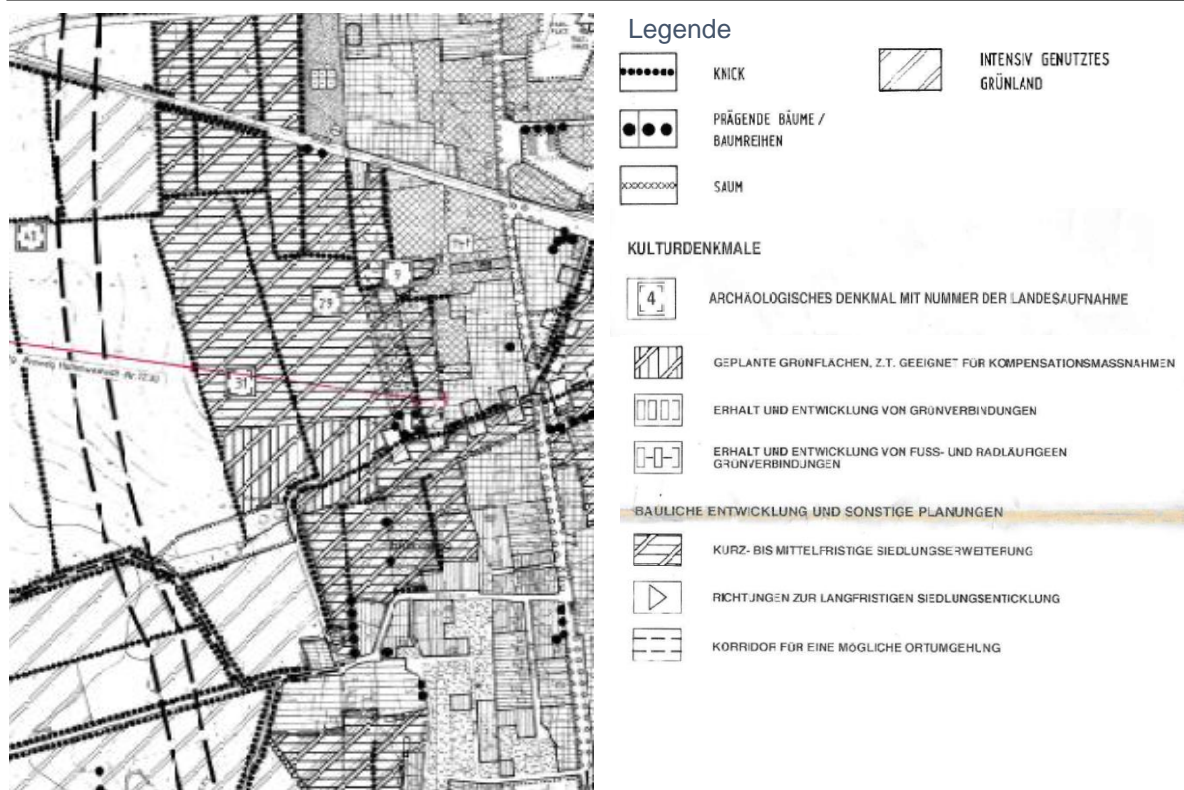 Legende
KNICK
INTENSIV GENUTZTES
GRÜNLAND
PRÄGENDE BÄUME /
BAUMREIHEN
SAUM
KULTURDENKMALE
4
ARCHÄOLOGISCHES DENKMAL MIT NUMMER DER LANDESAUFNAHME
GEPLANTE GRÜNFLÄCHEN, Z.T. GEEIGNET FÜR KOMPENSATIONSMASSNAHMEN
ERHALT UND ENTWICKLUNG VON GRÜNVERBINDUNGEN
ERHALT UND ENTWICKLUNG VON FUSS- UND RADLÄUFIGEEN
GRÜNVERBINDUNGEN
BAULICHE ENTWICKLUNG UND SONSTIGE PLANUNGEN
KURZ- BIS MITTELFRISTIGE SIEDLUNGSERWEITERUNG
RICHTUNGEN ZUR LANGFRISTIGEN SIEDLUNGSENTICKLUNG
KORRIDOR FÜR EINE MÖGLICHE ORTUMGEHUNG
9
29
31